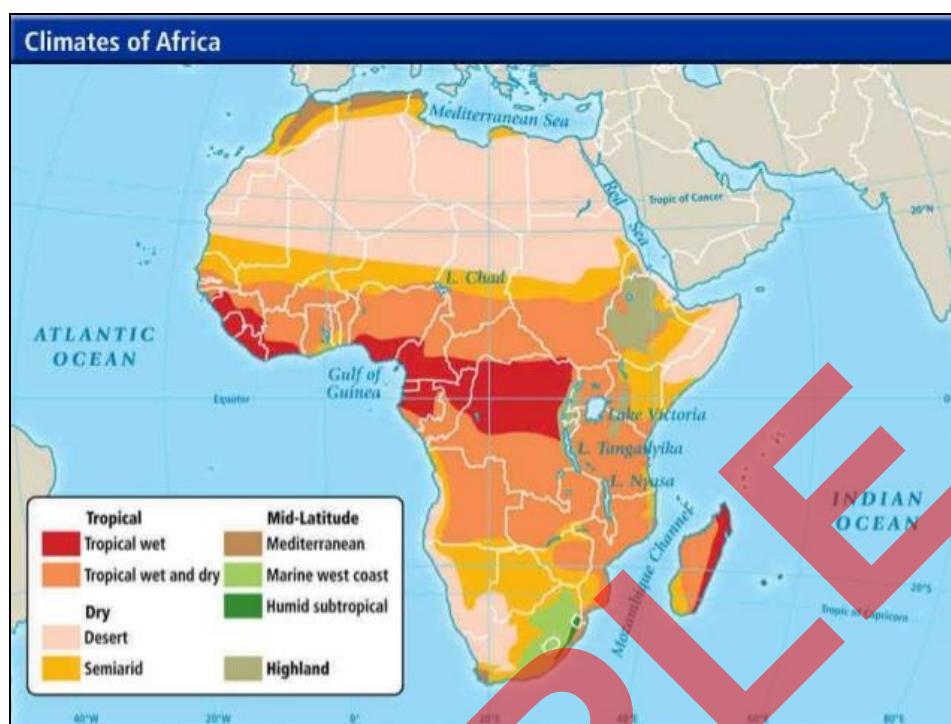 Climates of Africa
Mediterranean Sea
Red Sea
Tropic of Cancer
20°N
L. Chad
ATLANTIC
OCEAN
Gulf of
Guinea
Equator
0
Lake Victoria
L. Tanganyika
L. Nyasa
INDIAN
OCEAN
Mozambique Channel
20°S
Tropic of Capricorn
Tropical
Tropical wet
Tropical wet and dry
Dry
Desert
Semiarid
Mid-Latitude
Mediterranean
Marine west coast
Humid subtropical
Highland
40°W
20°W
0°
20°E
40°E
60°E
80°E
PLE